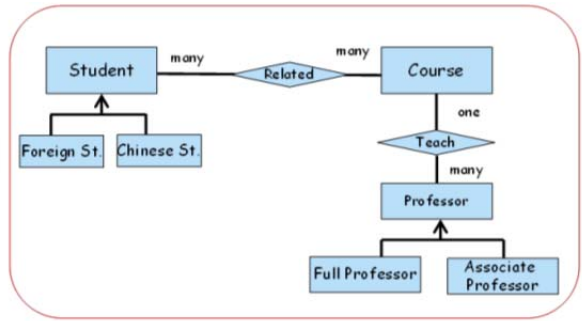 many
many
Student
Related
Course
one
Foreign St.
Chinese St.
Teach
many
Professor
Full Professor
Associate
Professor